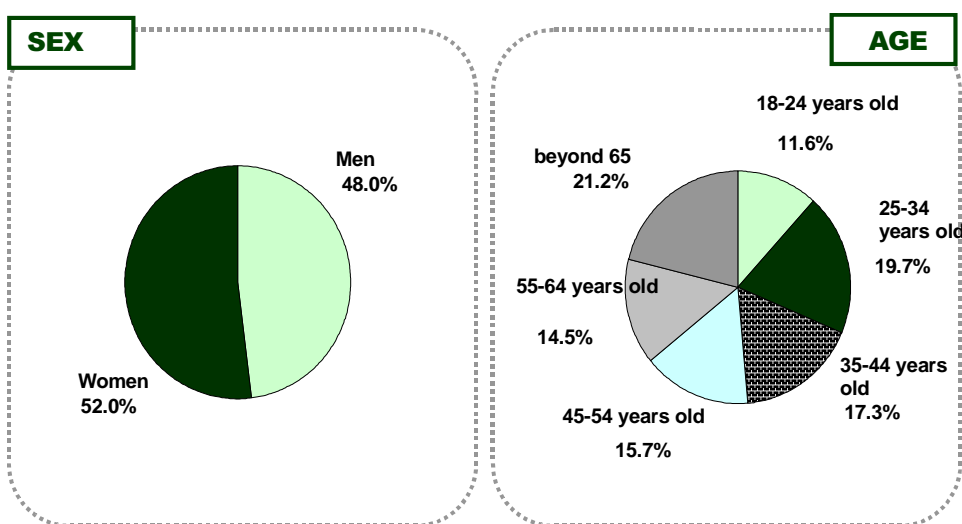 SEX
Men
48.0%
Women
52.0%
AGE
18-24 years old
11.6%
25-34
years old
19.7%
35-44 years
old
17.3%
45-54 years old
15.7%
55-64 years old
14.5%
beyond 65
21.2%